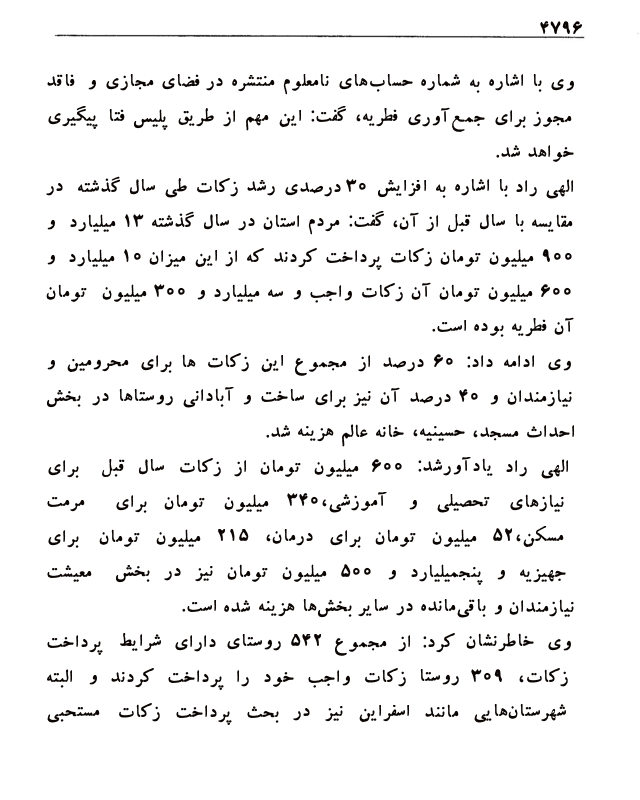 ۴۷۹۶
وی با اشاره به شماره حساب‌های نامعلوم منتشره در فضای مجازی و فاقد
مجوز برای جمع‌آوری فطریه، گفت: این مهم از طریق پلیس فتا پیگیری
خواهد شد.
الهی راد با اشاره به افزایش ۳۰ درصدی رشد زکات طی سال گذشته در
مقایسه با سال قبل از آن، گفت: مردم استان در سال گذشته ۱۳ میلیارد و
۹۰۰ میلیون تومان زکات پرداخت کردند که از این میزان ۱۰ میلیارد و
۶۰۰ میلیون تومان آن زکات واجب و سه میلیارد و ۳۰۰ میلیون تومان
آن فطریه بوده است.
وی ادامه داد: ۶۰ درصد از مجموع این زکات ها برای محرومین و
نیازمندان و ۴۰ درصد آن نیز برای ساخت و آبادانی روستاها در بخش
احداث مسجد، حسینیه، خانه عالم هزینه شد.
الهی راد یادآورشد: ۶۰۰ میلیون تومان از زکات سال قبل برای
نیازهای تحصیلی و آموزشی،۳۴۰ میلیون تومان برای مرمت
مسکن،۵۲ میلیون تومان برای درمان، ۲۱۵ میلیون تومان برای
جهیزیه و پنجمیلیارد و ۵۰۰ میلیون تومان نیز در بخش معیشت
نیازمندان و باقی‌مانده در سایر بخش‌ها هزینه شده است.
وی خاطرنشان کرد: از مجموع ۵۴۲ روستای دارای شرایط پرداخت
زکات، ۳۰۹ روستا زکات واجب خود را پرداخت کردند و البته
شهرستان‌هایی مانند اسفراین نیز در بحث پرداخت زکات مستحبی